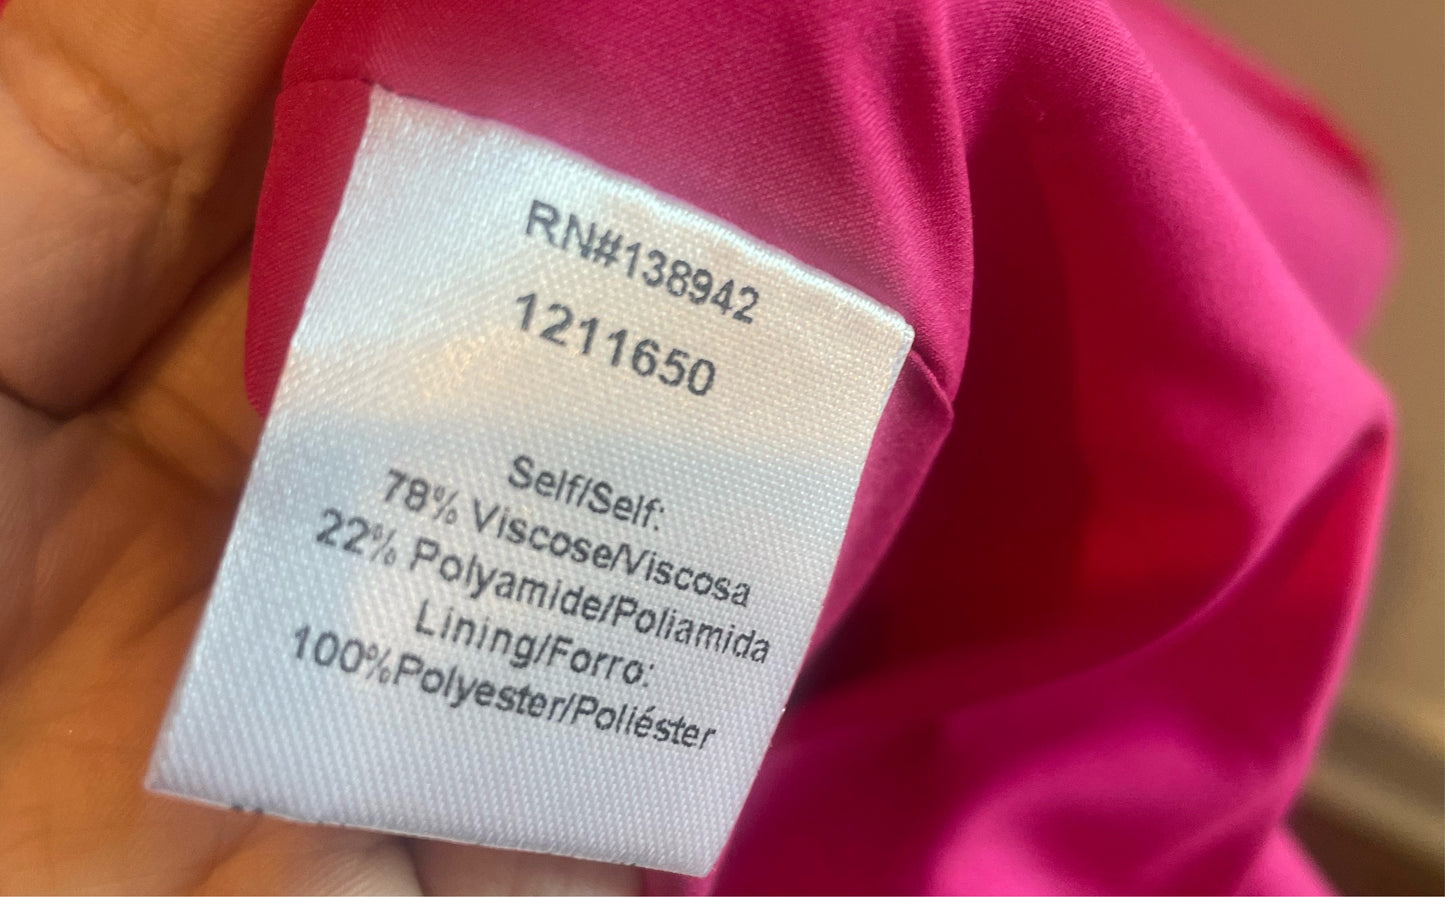 RN#138942
1211650
Self/Self:
78% Viscose/Viscosa
22% Polyamide/Poliamida
Lining/Forro:
100%Polyester/Poliéster